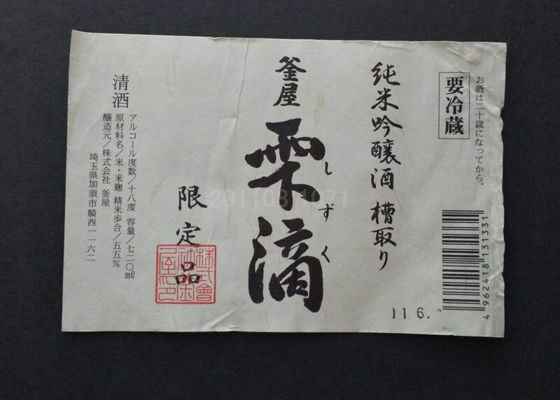 お酒は二十歳になってから。
要冷蔵
純米吟醸酒 槽取り
しずく
雫滴
釜屋
限定品
清酒
アルコール度数/十八度 容量/七二〇㎖
原材料名/米・米麹 精米歩合/五五%
醸造元/株式会社 釜屋
埼玉県加須市騎西一一六二
4962418131331
11.6.